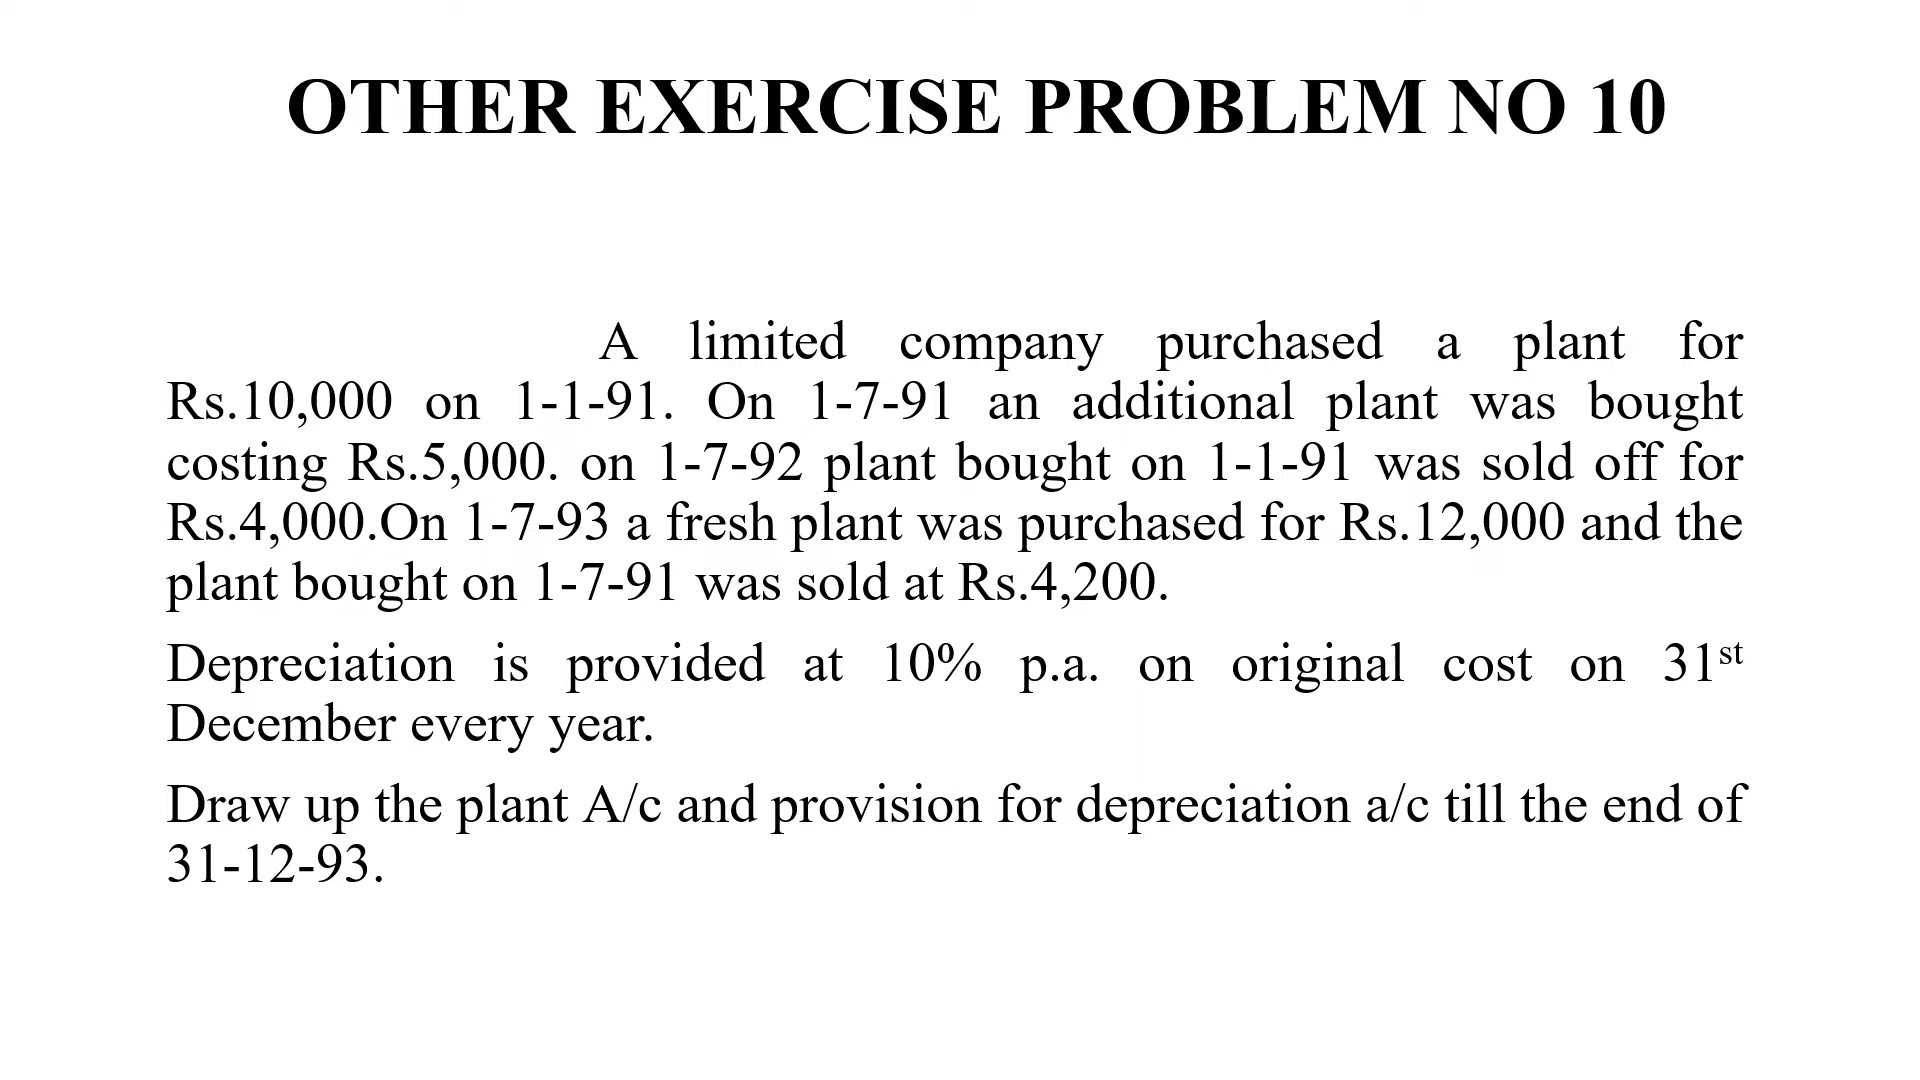 OTHER EXERCISE PROBLEM NO 10
A limited company purchased a plant for
Rs.10,000 on 1-1-91. On 1-7-91 an additional plant was bought
costing Rs.5,000. on 1-7-92 plant bought on 1-1-91 was sold off for
Rs.4,000.On 1-7-93 a fresh plant was purchased for Rs.12,000 and the
plant bought on 1-7-91 was sold at Rs.4,200.
Depreciation is provided at 10% p.a. on original cost on 31st
December every year.
Draw up the plant A/c and provision for depreciation a/c till the end of
31-12-93.